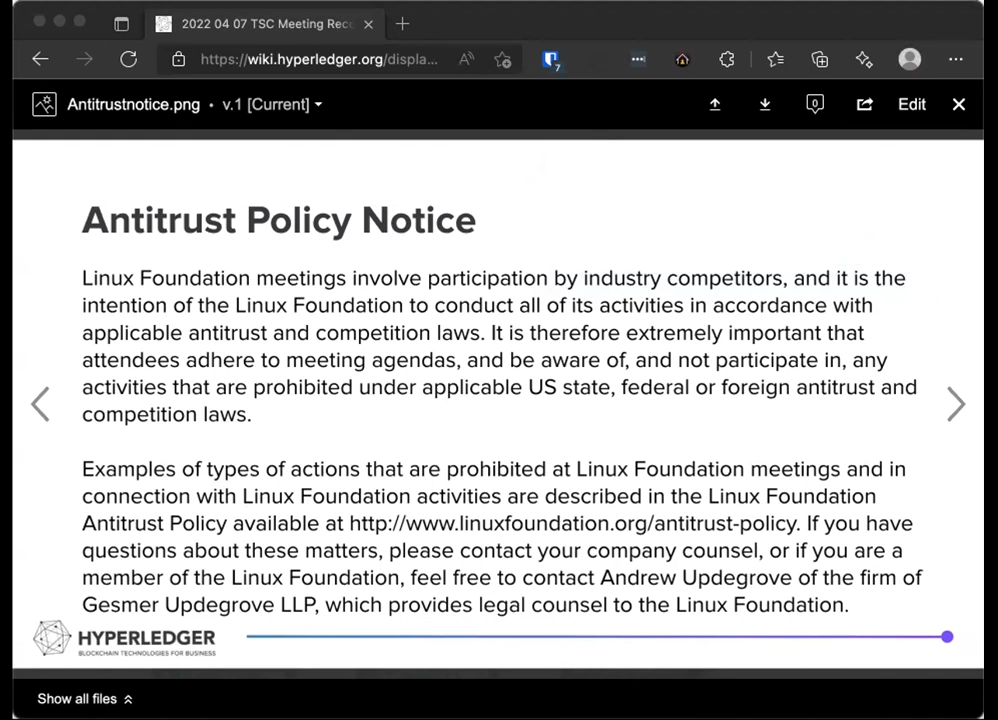 2022 04 07 TSC Meeting Rec
https://wiki.hyperledger.org/displa...
7
Antitrustnotice.png • v.1 [Current]
0
Edit
Antitrust Policy Notice
Linux Foundation meetings involve participation by industry competitors, and it is the
intention of the Linux Foundation to conduct all of its activities in accordance with
applicable antitrust and competition laws. It is therefore extremely important that
attendees adhere to meeting agendas, and be aware of, and not participate in, any
activities that are prohibited under applicable US state, federal or foreign antitrust and
competition laws.
Examples of types of actions that are prohibited at Linux Foundation meetings and in
connection with Linux Foundation activities are described in the Linux Foundation
Antitrust Policy available at http://www.linuxfoundation.org/antitrust-policy. If you have
questions about these matters, please contact your company counsel, or if you are a
member of the Linux Foundation, feel free to contact Andrew Updegrove of the firm of
Gesmer Updegrove LLP, which provides legal counsel to the Linux Foundation.
HYPERLEDGER
BLOCKCHAIN TECHNOLOGIES FOR BUSINESS
Show all files